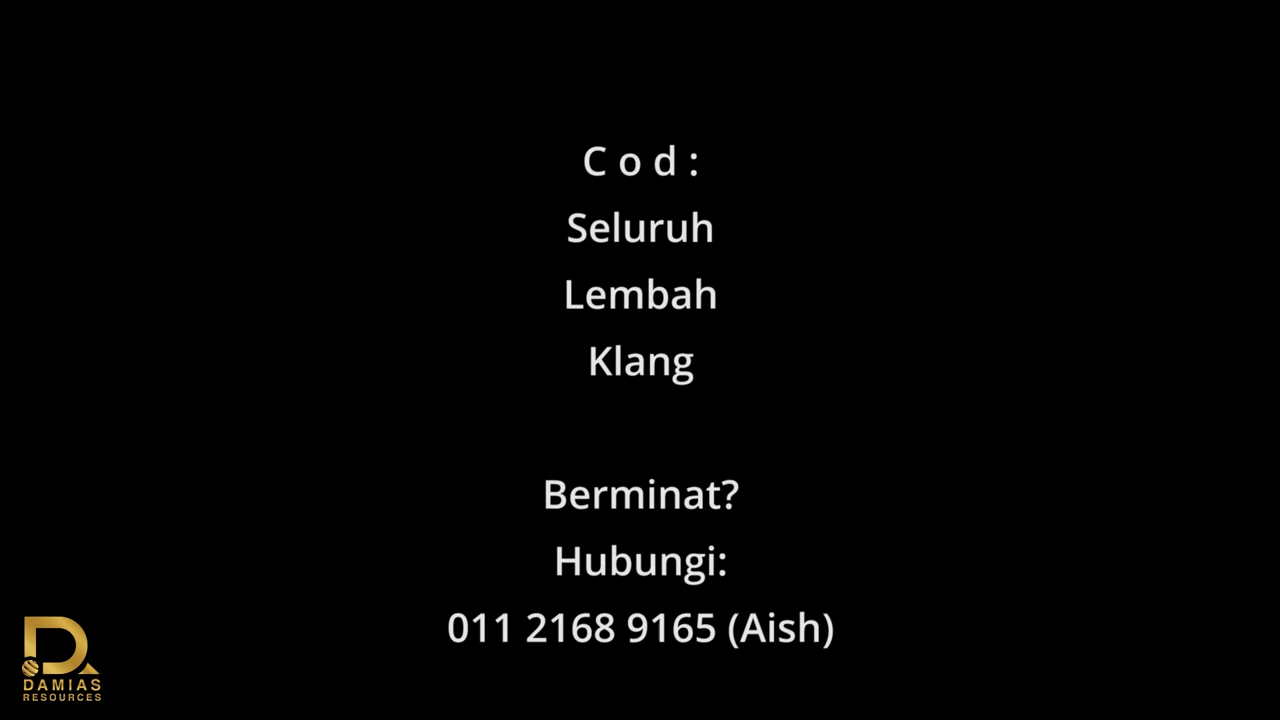 C o d :
Seluruh
Lembah
Klang
Berminat?
Hubungi:
011 2168 9165 (Aish)
D
DAMIAS
RESOURCES